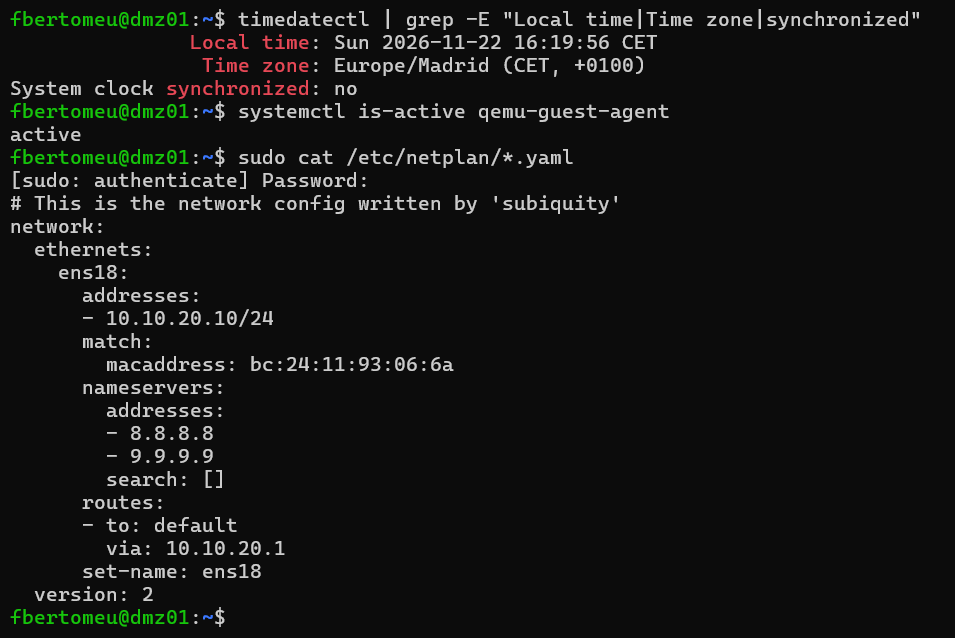 fbertomeu@dmz01:~$ timedatectl | grep -E "Local time|Time zone|synchronized"
               Local time: Sun 2026-11-22 16:19:56 CET
                Time zone: Europe/Madrid (CET, +0100)
System clock synchronized: no
fbertomeu@dmz01:~$ systemctl is-active qemu-guest-agent
active
fbertomeu@dmz01:~$ sudo cat /etc/netplan/*.yaml
[sudo: authenticate] Password:
# This is the network config written by 'subiquity'
network:
  ethernets:
    ens18:
      addresses:
      - 10.10.20.10/24
      match:
        macaddress: bc:24:11:93:06:6a
      nameservers:
        addresses:
        - 8.8.8.8
        - 9.9.9.9
        search: []
      routes:
      - to: default
        via: 10.10.20.1
      set-name: ens18
  version: 2
fbertomeu@dmz01:~$